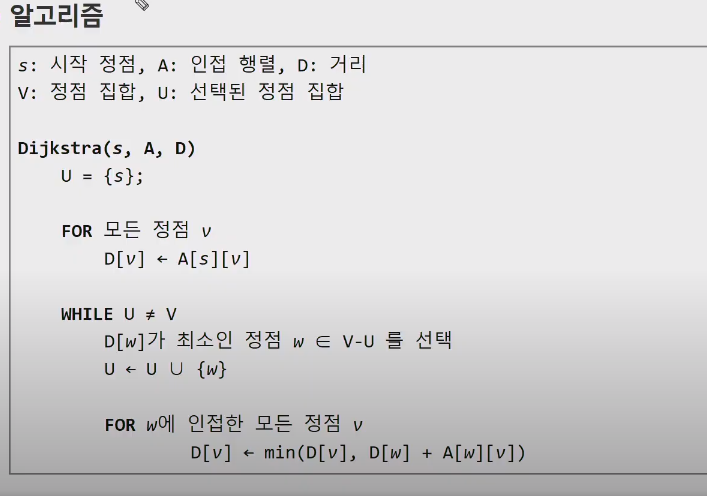 알고리즘
s: 시작 정점, A: 인접 행렬, D: 거리
V: 정점 집합, U: 선택된 정점 집합
Dijkstra(s, A, D)
U = {s};
FOR 모든 정점 v
D[v] ← A[s][v]
WHILE U ≠ V
D[w]가 최소인 정점 w ∈ V-U 를 선택
U ← U ∪ {w}
FOR w에 인접한 모든 정점 v
D[v] ← min(D[v], D[w] + A[w][v])